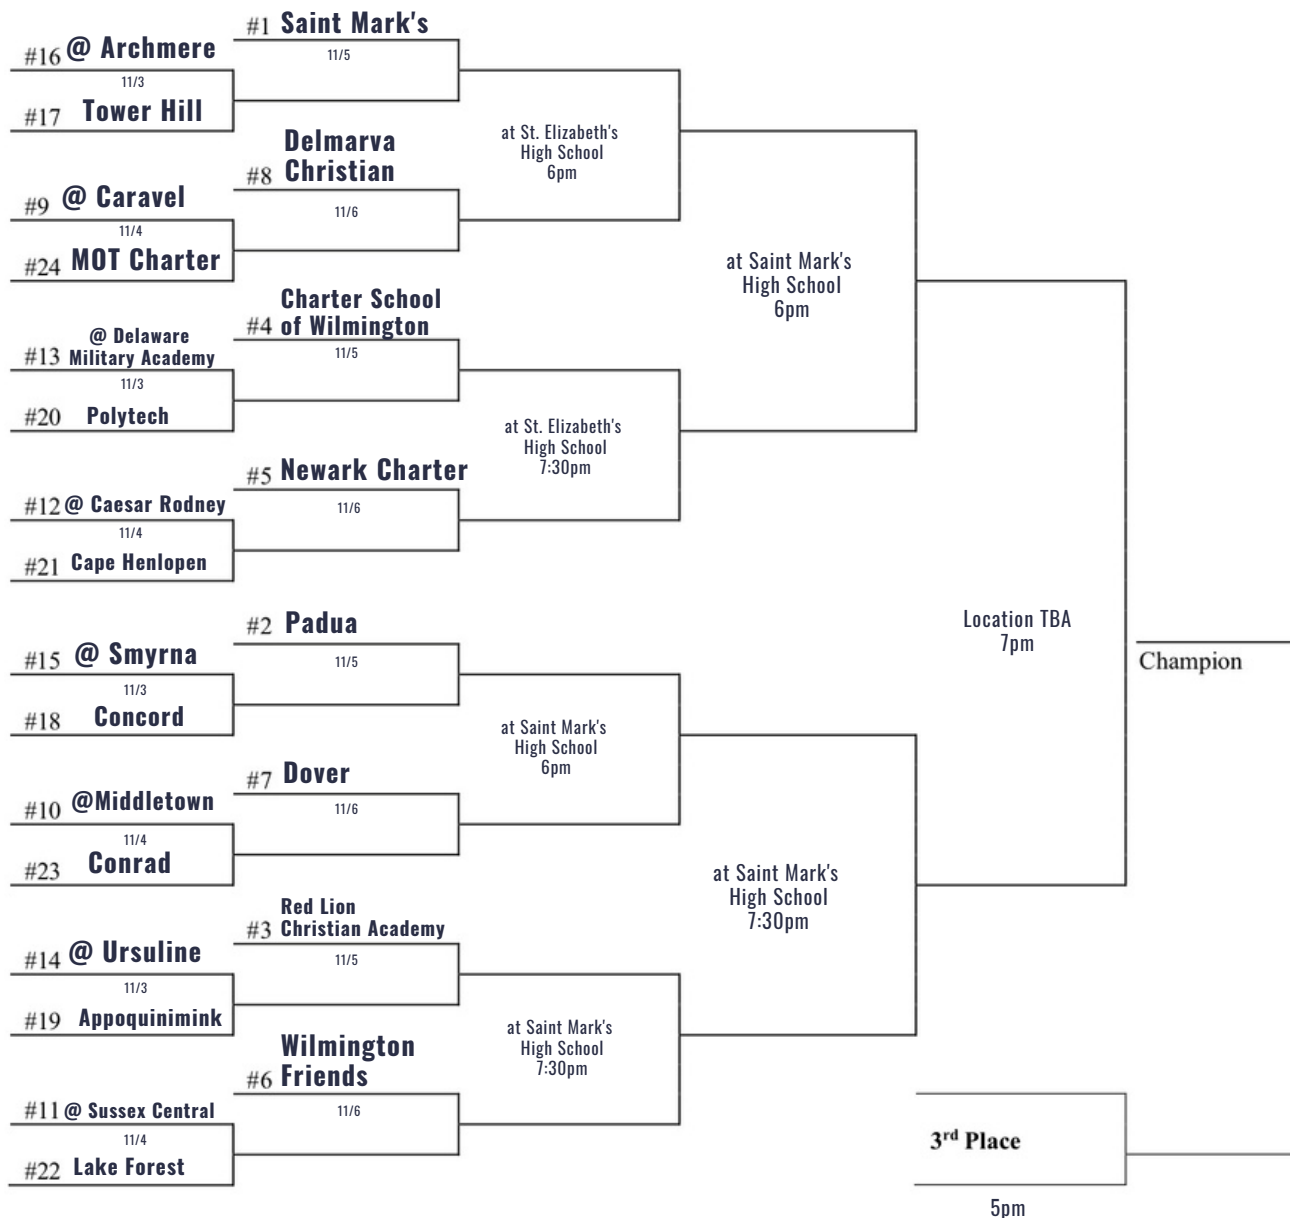 #1 Saint Mark's
#16 @ Archmere
11/5
11/3
#17 Tower Hill
Delmarva
#8 Christian
#9 @ Caravel
11/6
11/4
#24 MOT Charter
at St. Elizabeth's
High School
6pm
Charter School
#4 of Wilmington
@ Delaware
#13 Military Academy
11/5
11/3
#20 Polytech
#5 Newark Charter
#12 @ Caesar Rodney
11/6
11/4
#21 Cape Henlopen
at St. Elizabeth's
High School
7:30pm
at Saint Mark's
High School
6pm
#2 Padua
#15 @ Smyrna
11/5
11/3
#18 Concord
#7 Dover
#10 @Middletown
11/6
11/4
#23 Conrad
at Saint Mark's
High School
6pm
Red Lion
#3 Christian Academy
#14 @ Ursuline
11/5
11/3
#19 Appoquinimink
Wilmington
#6 Friends
#11 @ Sussex Central
11/6
11/4
#22 Lake Forest
at Saint Mark's
High School
7:30pm
at Saint Mark's
High School
7:30pm
Location TBA
7pm
Champion
3rd Place
5pm